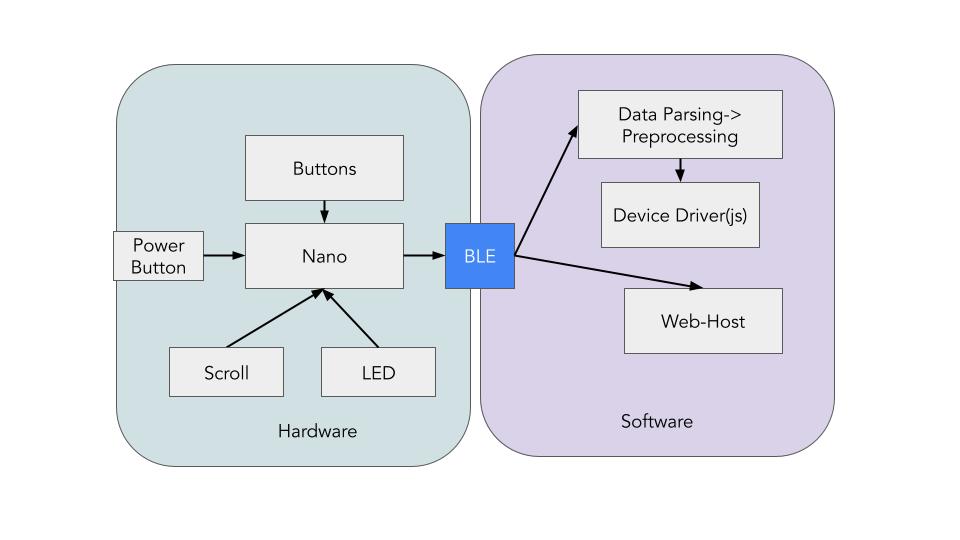 Buttons
Power
Button
Nano
Scroll
LED
Hardware
BLE
Data Parsing->
Preprocessing
Device Driver(js)
Web-Host
Software